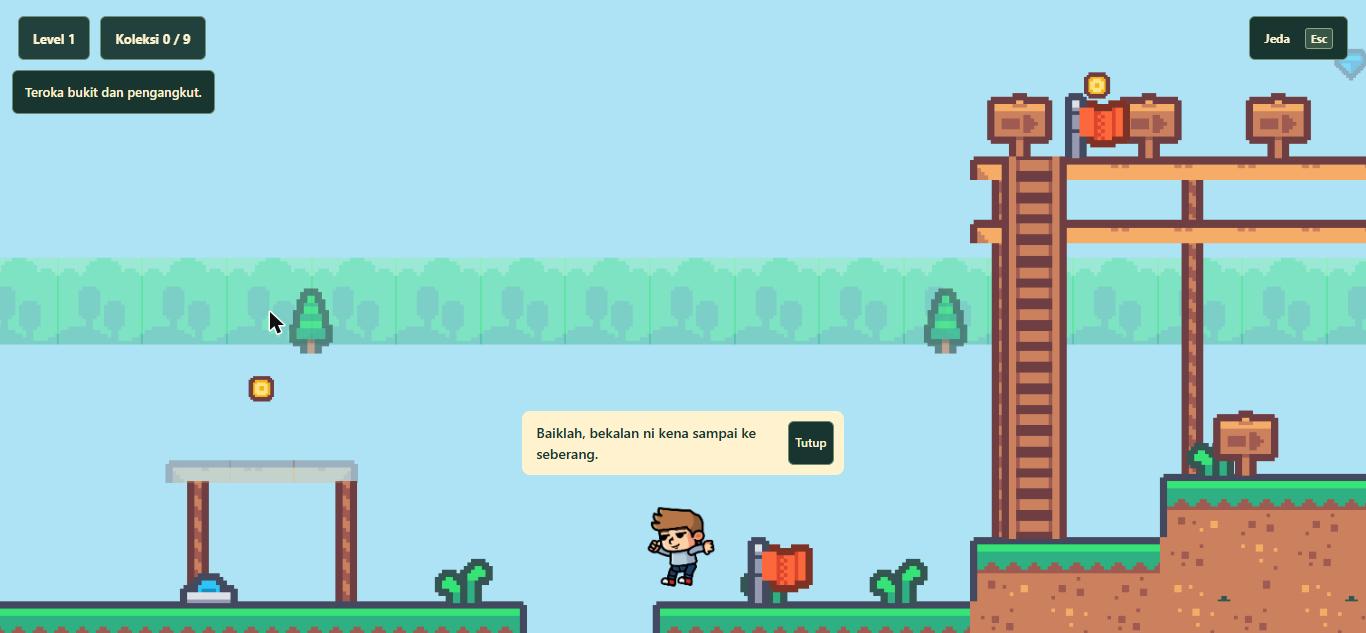 Level 1
Koleksi 0 / 9
Jeda Esc
Teroka bukit dan pengangkut.
Baiklah, bekalan ni kena sampai ke
seberang.
Tutup